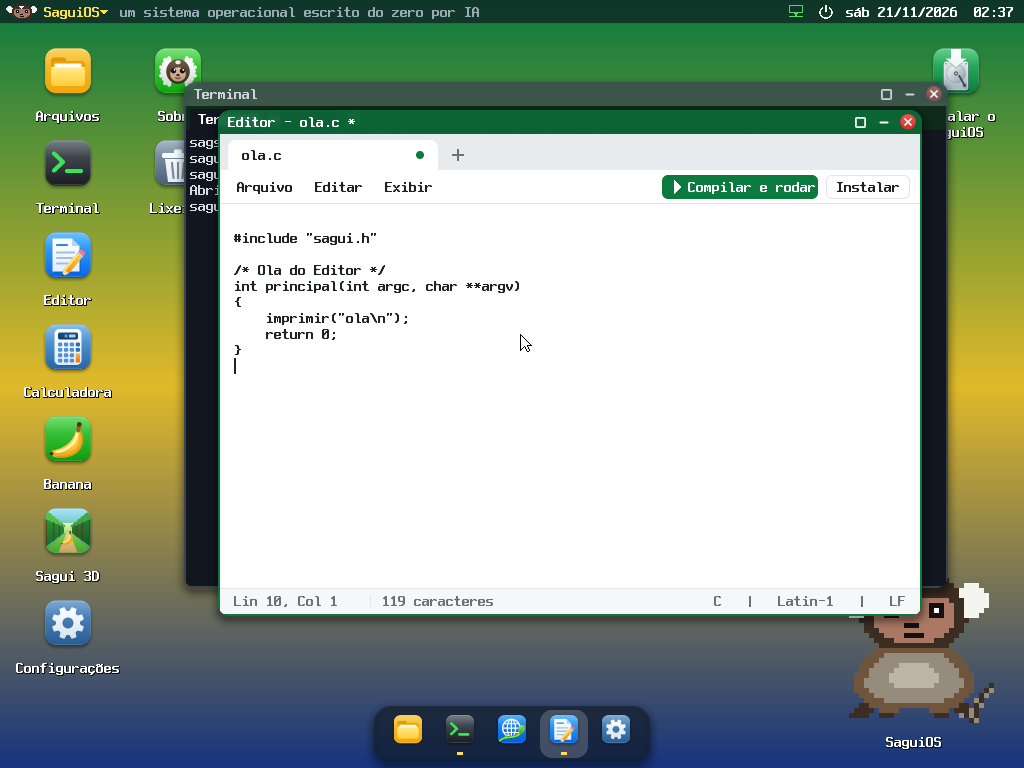 SaguiOS um sistema operacional escrito do zero por IA sáb 21/11/2026 02:37
Arquivos
Terminal
Editor
Calculadora
Banana
Sagui 3D
Configurações
Terminal
Editor - ola.c *
ola.c
Arquivo Editar Exibir Compilar e rodar Instalar
#include "sagui.h"
/* Ola do Editor */
int principal(int argc, char **argv)
{
    imprimir("ola\n");
    return 0;
}
Lin 10, Col 1 119 caracteres C | Latin-1 | LF
SaguiOS